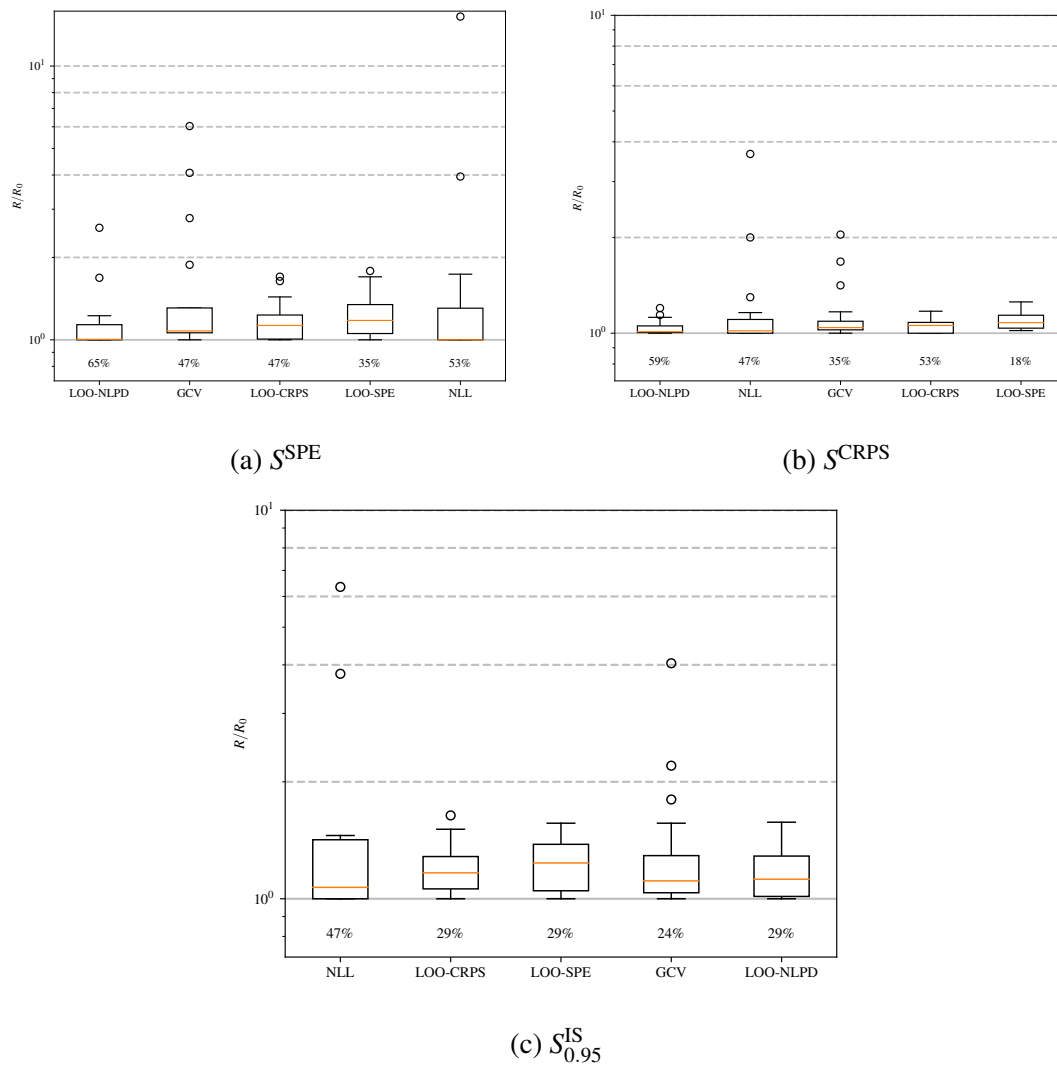 10^1
R/R_0
10^0
65% 47% 47% 35% 53%
LOO-NLPD GCV LOO-CRPS LOO-SPE NLL
(a) S^SPE
10^1
R/R_0
10^0
59% 47% 35% 53% 18%
LOO-NLPD NLL GCV LOO-CRPS LOO-SPE
(b) S^CRPS
10^1
R/R_0
10^0
47% 29% 29% 24% 29%
NLL LOO-CRPS LOO-SPE GCV LOO-NLPD
(c) S^IS_0.95